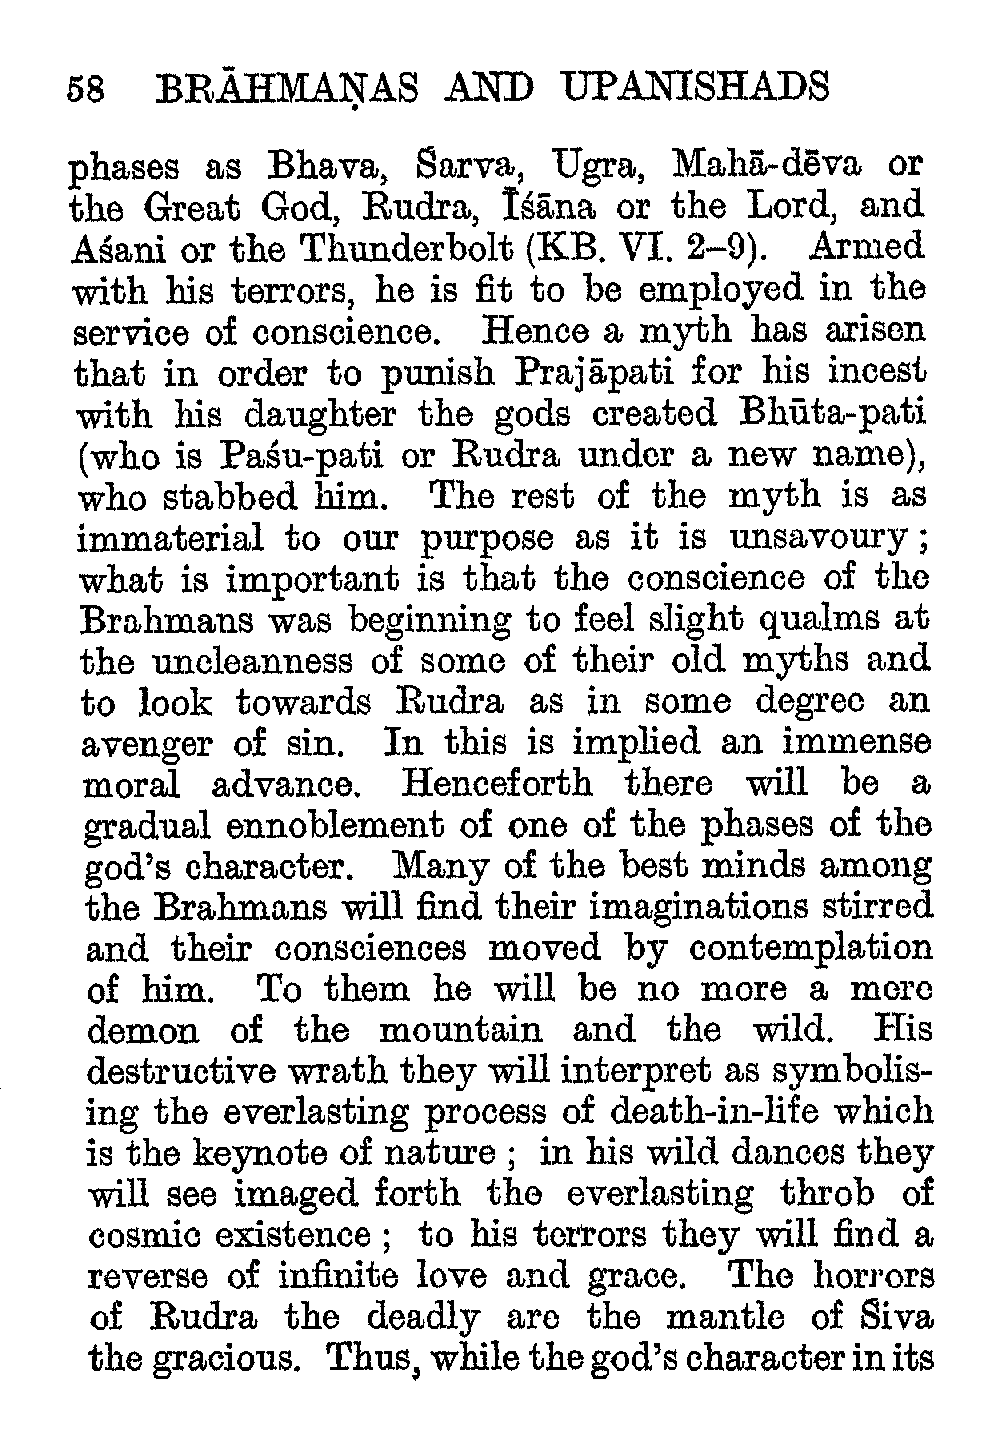 58 BRĀHMAṆAS AND UPANISHADS
phases as Bhava, Śarva, Ugra, Mahā-dēva or
the Great God, Rudra, Īśāna or the Lord, and
Aśani or the Thunderbolt (KB. VI. 2–9). Armed
with his terrors, he is fit to be employed in the
service of conscience. Hence a myth has arisen
that in order to punish Prajāpati for his incest
with his daughter the gods created Bhūta-pati
(who is Paśu-pati or Rudra under a new name),
who stabbed him. The rest of the myth is as
immaterial to our purpose as it is unsavoury ;
what is important is that the conscience of the
Brahmans was beginning to feel slight qualms at
the uncleanness of some of their old myths and
to look towards Rudra as in some degree an
avenger of sin. In this is implied an immense
moral advance. Henceforth there will be a
gradual ennoblement of one of the phases of the
god's character. Many of the best minds among
the Brahmans will find their imaginations stirred
and their consciences moved by contemplation
of him. To them he will be no more a mere
demon of the mountain and the wild. His
destructive wrath they will interpret as symbolis-
ing the everlasting process of death-in-life which
is the keynote of nature ; in his wild dances they
will see imaged forth the everlasting throb of
cosmic existence ; to his terrors they will find a
reverse of infinite love and grace. The horrors
of Rudra the deadly are the mantle of Śiva
the gracious. Thus, while the god's character in its